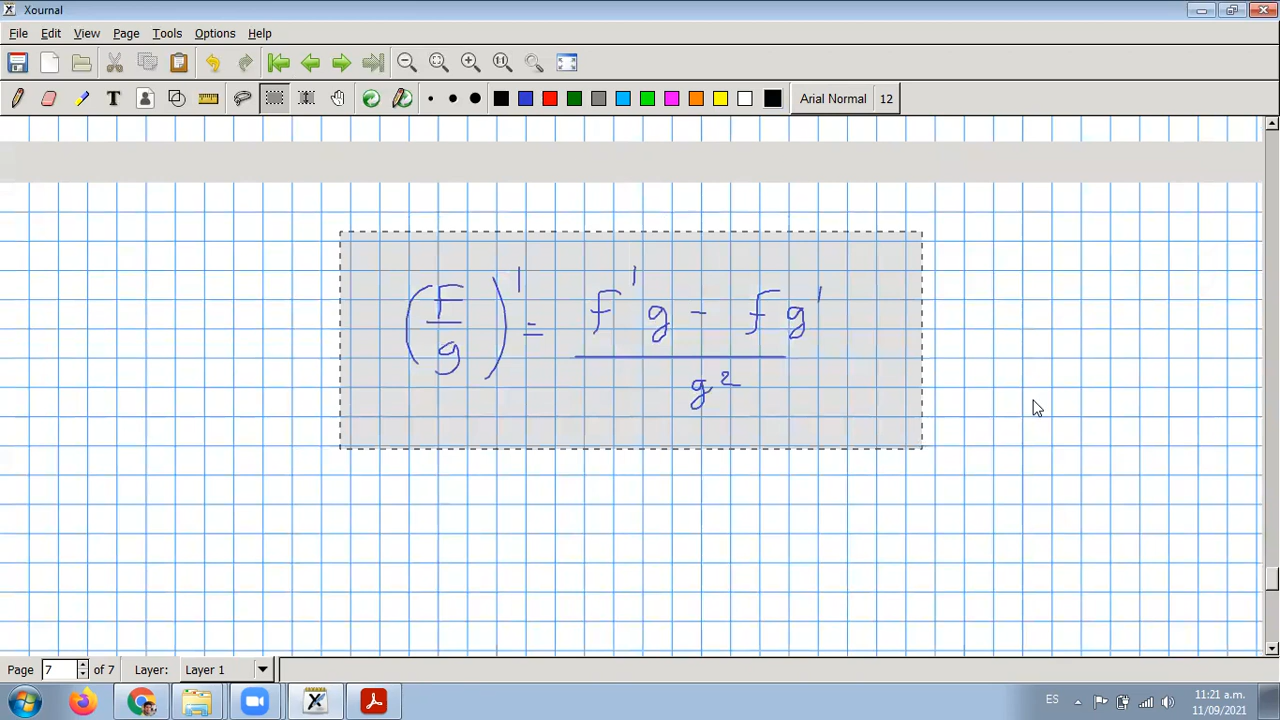 Xournal
File Edit View Page Tools Options Help
Arial Normal 12
(f/g)' = (f'g - fg')/g²
Page 7 of 7 Layer: Layer 1
ES 11:21 a.m.
11/09/2021